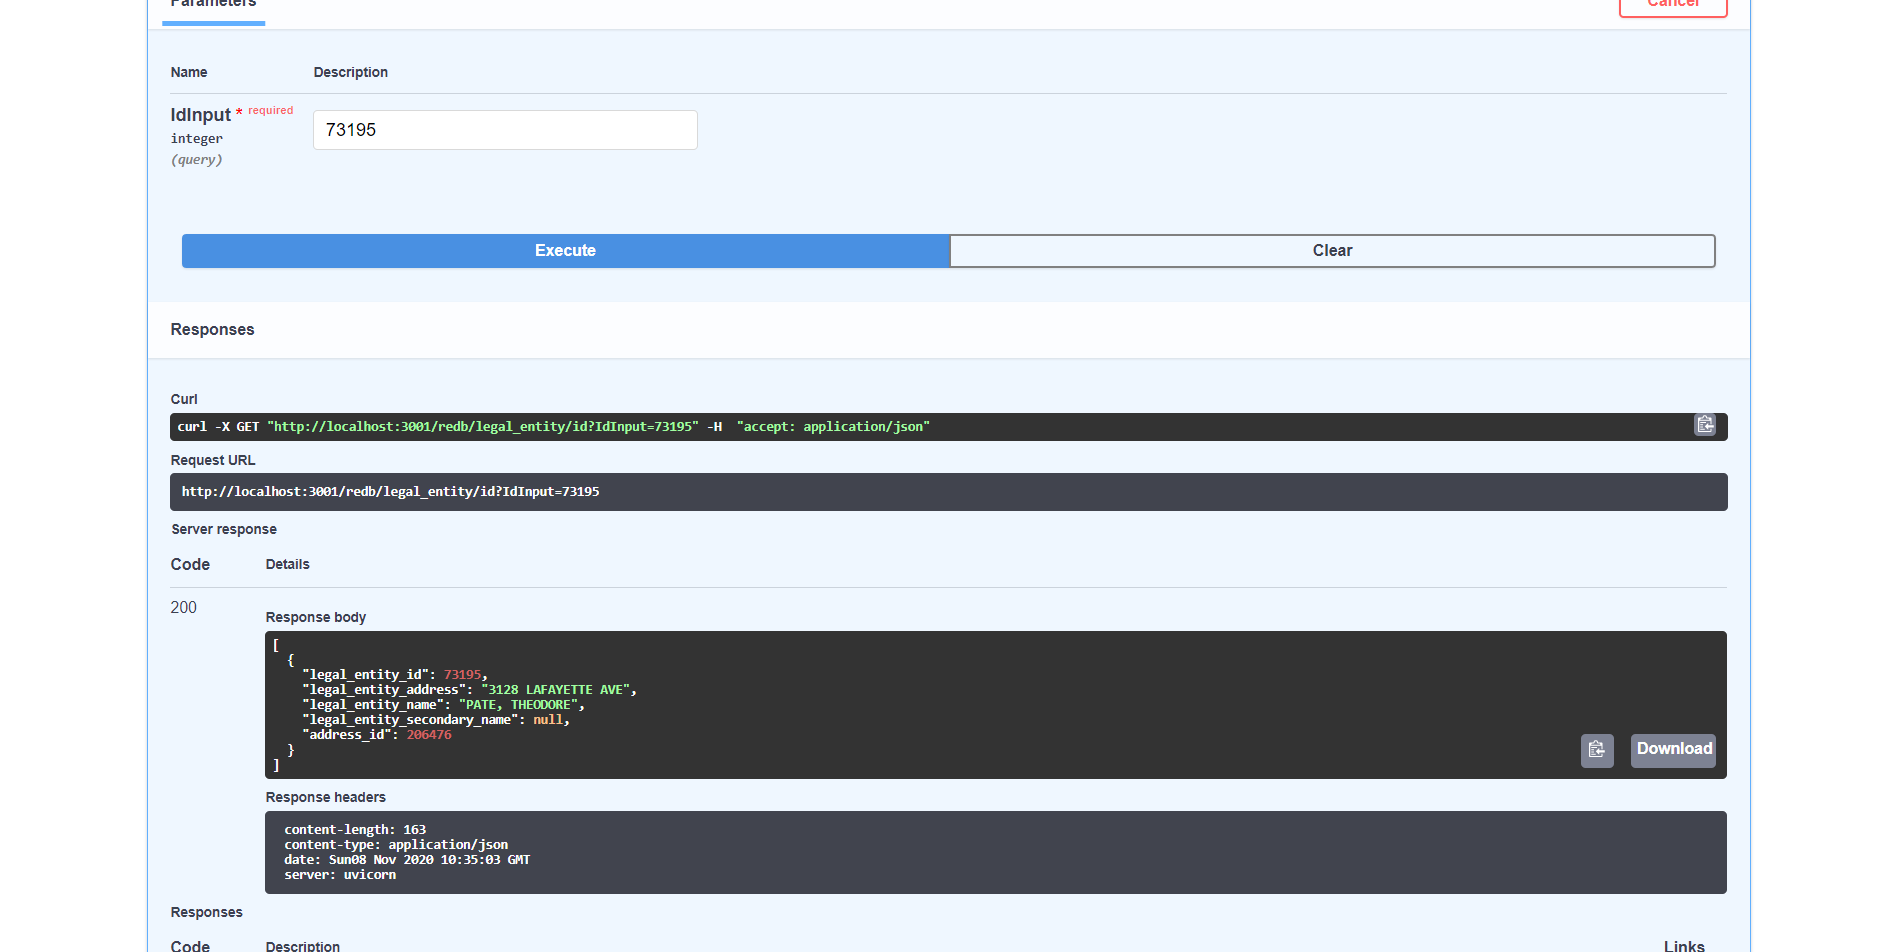 Parameters
Cancel
Name Description
IdInput * required
73195
integer
(query)
Execute Clear
Responses
Curl
curl -X GET "http://localhost:3001/redb/legal_entity/id?IdInput=73195" -H  "accept: application/json"
Request URL
http://localhost:3001/redb/legal_entity/id?IdInput=73195
Server response
Code Details
200
Response body
[
  {
    "legal_entity_id": 73195,
    "legal_entity_address": "3128 LAFAYETTE AVE",
    "legal_entity_name": "PATE, THEODORE",
    "legal_entity_secondary_name": null,
    "address_id": 206476
  }
]
Download
Response headers
content-length: 163
content-type: application/json
date: Sun08 Nov 2020 10:35:03 GMT
server: uvicorn
Responses
Code Description Links